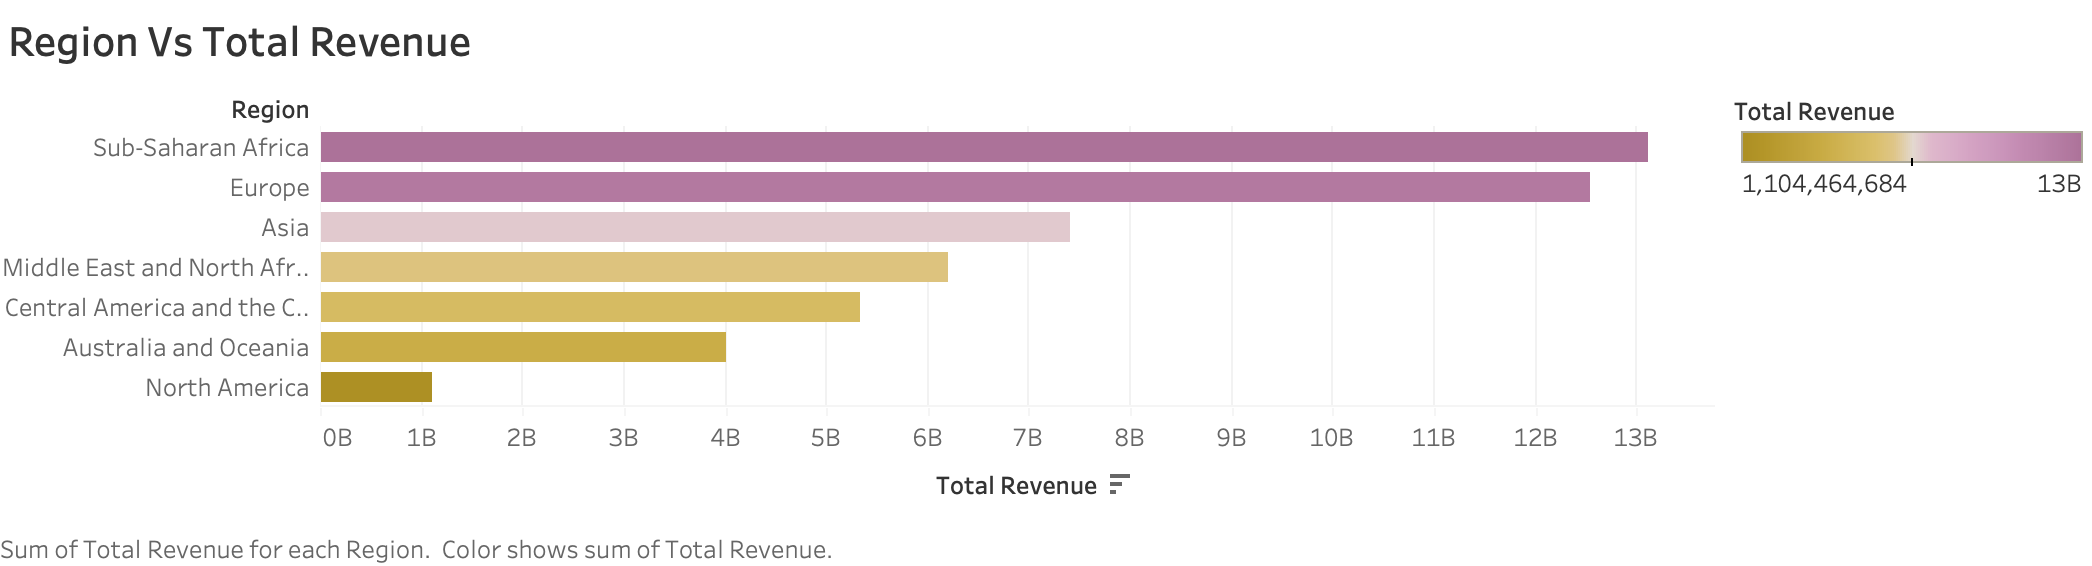 Region Vs Total Revenue
Region
Sub-Saharan Africa
Europe
Asia
Middle East and North Afr..
Central America and the C..
Australia and Oceania
North America
0B 1B 2B 3B 4B 5B 6B 7B 8B 9B 10B 11B 12B 13B
Total Revenue
Total Revenue
1,104,464,684 13B
Sum of Total Revenue for each Region.  Color shows sum of Total Revenue.